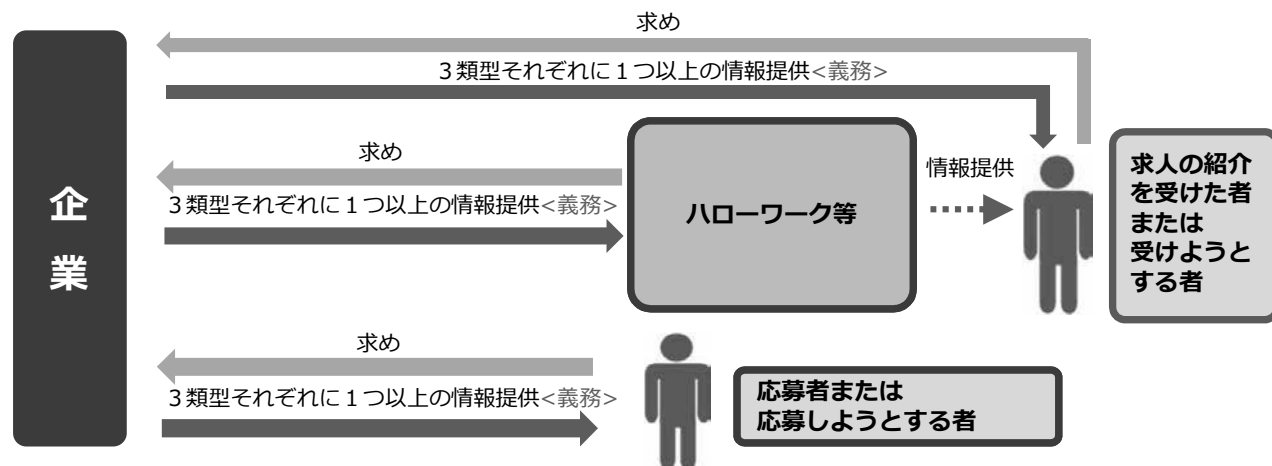 求め
3類型それぞれに1つ以上の情報提供<義務>
企
業
求め
3類型それぞれに1つ以上の情報提供<義務>
ハローワーク等
情報提供
求人の紹介
を受けた者
または
受けようと
する者
求め
3類型それぞれに1つ以上の情報提供<義務>
応募者または
応募しようとする者